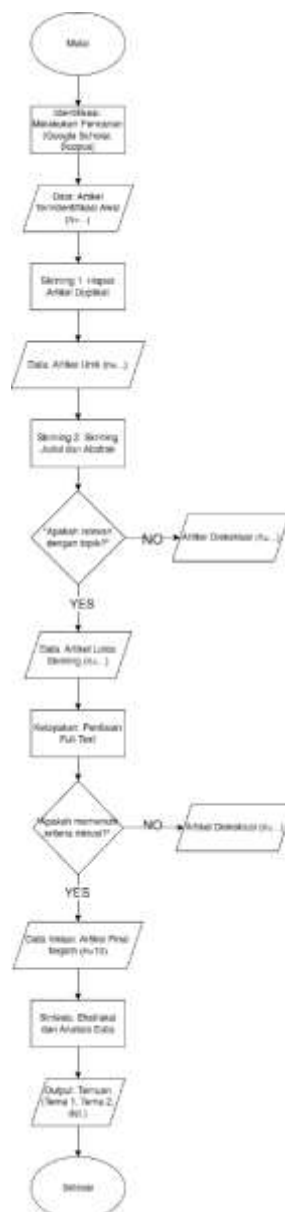 Mulai
Identifikasi:
Melakukan Pencarian
(Google Scholar,
Scopus)
Data: Artikel
Teridentifikasi Awal
(n=...)
Skrining 1: Hapus
Artikel Duplikat
Data: Artikel Unik (n=...)
Skrining 2: Skrining
Judul dan Abstrak
"Apakah relevan
dengan topik?"
NO
Artikel Dieksklusi (n=...)
YES
Data: Artikel Lolos
Skrining (n=...)
Kelayakan: Penilaian
Full-Text
"Apakah memenuhi
kriteria inklusi?"
NO
Artikel Dieksklusi (n=...)
YES
Data Inklusi: Artikel Final
Terpilih
Sintesis: Ekstraksi
dan Analisis Data
Output: Temuan
(Tema 1, Tema 2,
dst.)
Selesai